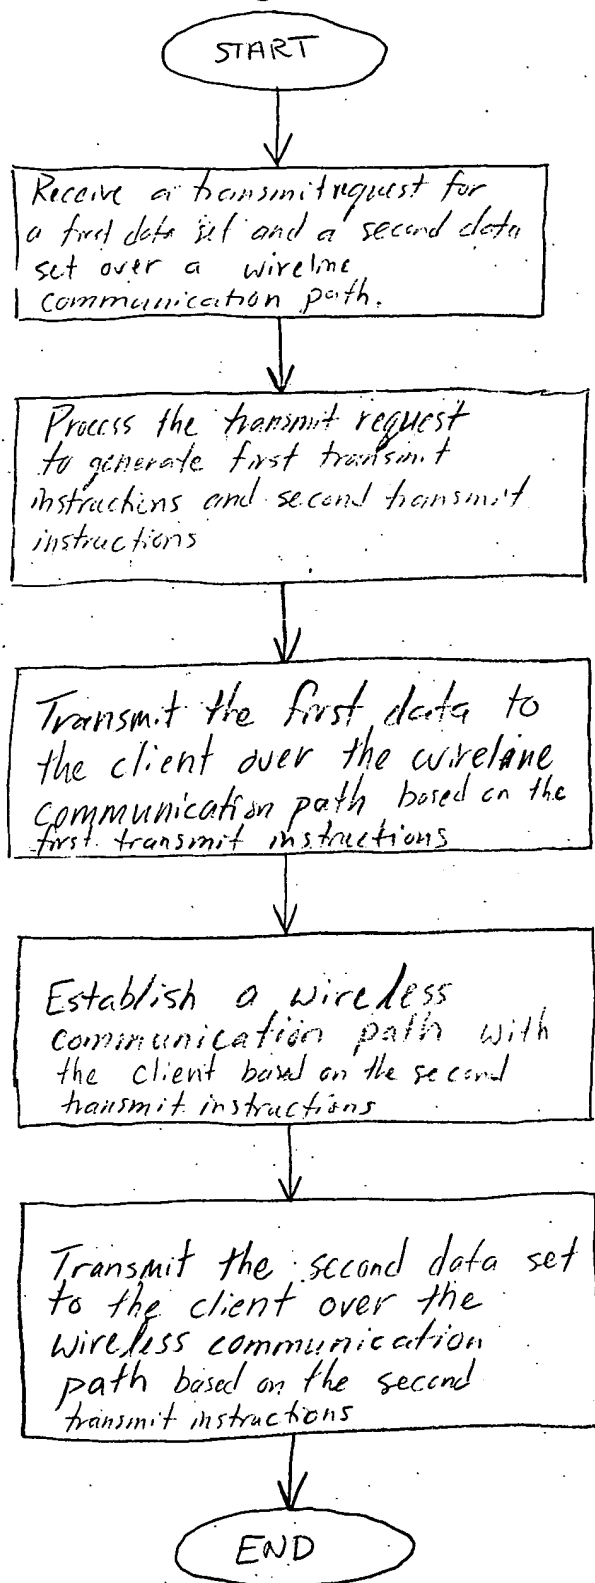 START
Receive a transmit request for
a first data set and a second data
set over a wireline
communication path.
Process the transmit request
to generate first transmit
instructions and second transmit
instructions
Transmit the first data to
the client over the wireline
communication path based on the
first transmit instructions
Establish a wireless
communication path with
the client based on the second
transmit instructions
Transmit the second data set
to the client over the
wireless communication
path based on the second
transmit instructions
END